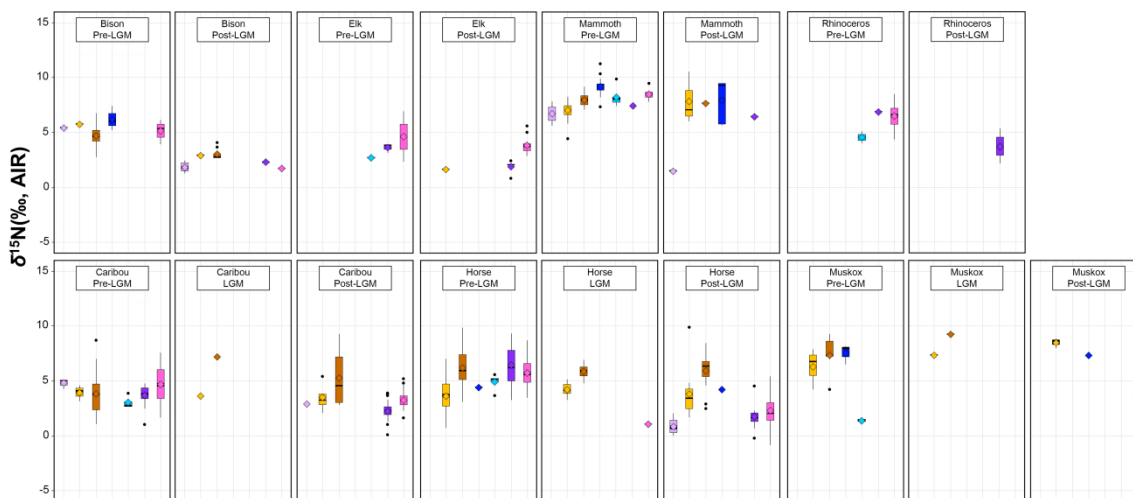 δ¹⁵N(‰, AIR)
15
10
5
0
-5
Bison
Pre-LGM
Bison
Post-LGM
Elk
Pre-LGM
Elk
Post-LGM
Mammoth
Pre-LGM
Mammoth
Post-LGM
Rhinoceros
Pre-LGM
Rhinoceros
Post-LGM
15
10
5
0
-5
Caribou
Pre-LGM
Caribou
LGM
Caribou
Post-LGM
Horse
Pre-LGM
Horse
LGM
Horse
Post-LGM
Muskox
Pre-LGM
Muskox
LGM
Muskox
Post-LGM